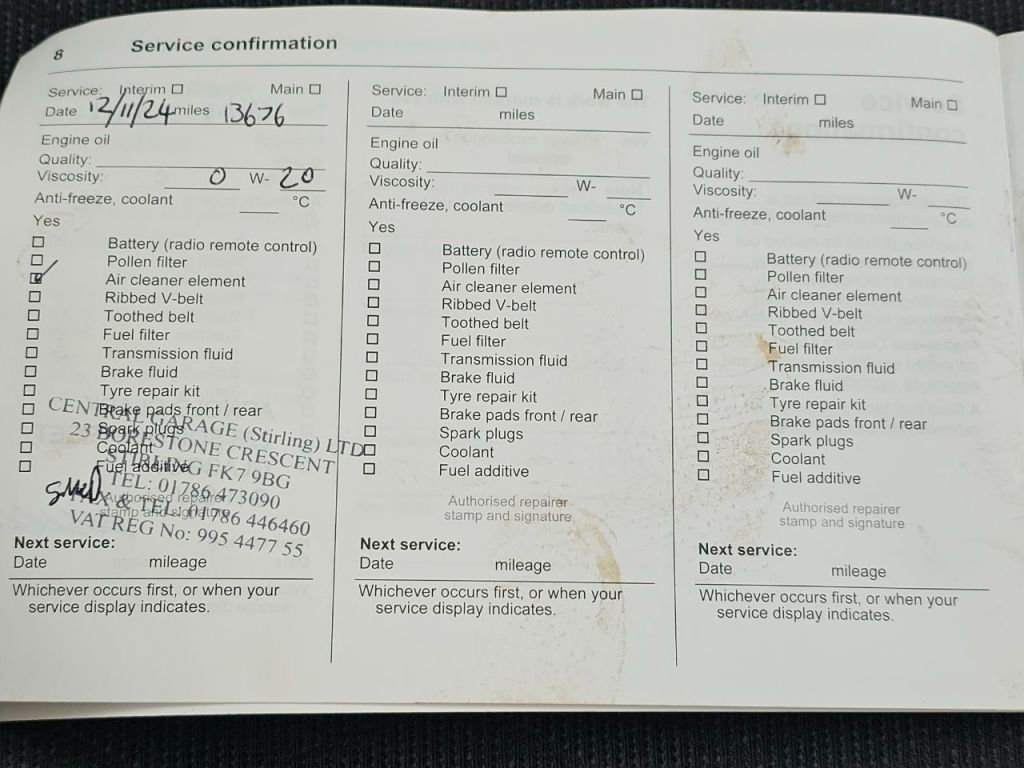 8 Service confirmation
Service: Interim ☐ Main ☐
Date 12/11/24 miles 13676
Engine oil
Quality:
Viscosity: 0 W- 20
Anti-freeze, coolant °C
Yes
☐ Battery (radio remote control)
☐ Pollen filter
☑ Air cleaner element
☐ Ribbed V-belt
☐ Toothed belt
☐ Fuel filter
☐ Transmission fluid
☐ Brake fluid
☐ Tyre repair kit
☐ Brake pads front / rear
☐ Spark plugs
☐ Coolant
☐ Fuel additive
Authorised repairer
stamp and signature
CENTRAL GARAGE (Stirling) LTD
23 BORESTONE CRESCENT
STIRLING FK7 9BG
TEL: 01786 473090
FAX & TEL: 01786 446460
VAT REG No: 995 4477 55
Next service:
Date mileage
Whichever occurs first, or when your
service display indicates.
Service: Interim ☐ Main ☐
Date miles
Engine oil
Quality:
Viscosity: W-
Anti-freeze, coolant °C
Yes
☐ Battery (radio remote control)
☐ Pollen filter
☐ Air cleaner element
☐ Ribbed V-belt
☐ Toothed belt
☐ Fuel filter
☐ Transmission fluid
☐ Brake fluid
☐ Tyre repair kit
☐ Brake pads front / rear
☐ Spark plugs
☐ Coolant
☐ Fuel additive
Authorised repairer
stamp and signature
Next service:
Date mileage
Whichever occurs first, or when your
service display indicates.
Service: Interim ☐ Main ☐
Date miles
Engine oil
Quality:
Viscosity: W-
Anti-freeze, coolant °C
Yes
☐ Battery (radio remote control)
☐ Pollen filter
☐ Air cleaner element
☐ Ribbed V-belt
☐ Toothed belt
☐ Fuel filter
☐ Transmission fluid
☐ Brake fluid
☐ Tyre repair kit
☐ Brake pads front / rear
☐ Spark plugs
☐ Coolant
☐ Fuel additive
Authorised repairer
stamp and signature
Next service:
Date mileage
Whichever occurs first, or when your
service display indicates.